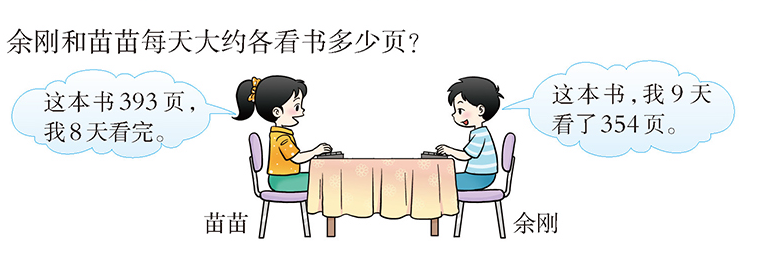 余刚和苗苗每天大约各看书多少页?
这本书393页,
我8天看完。
这本书,我9天
看了354页。
苗苗
余刚